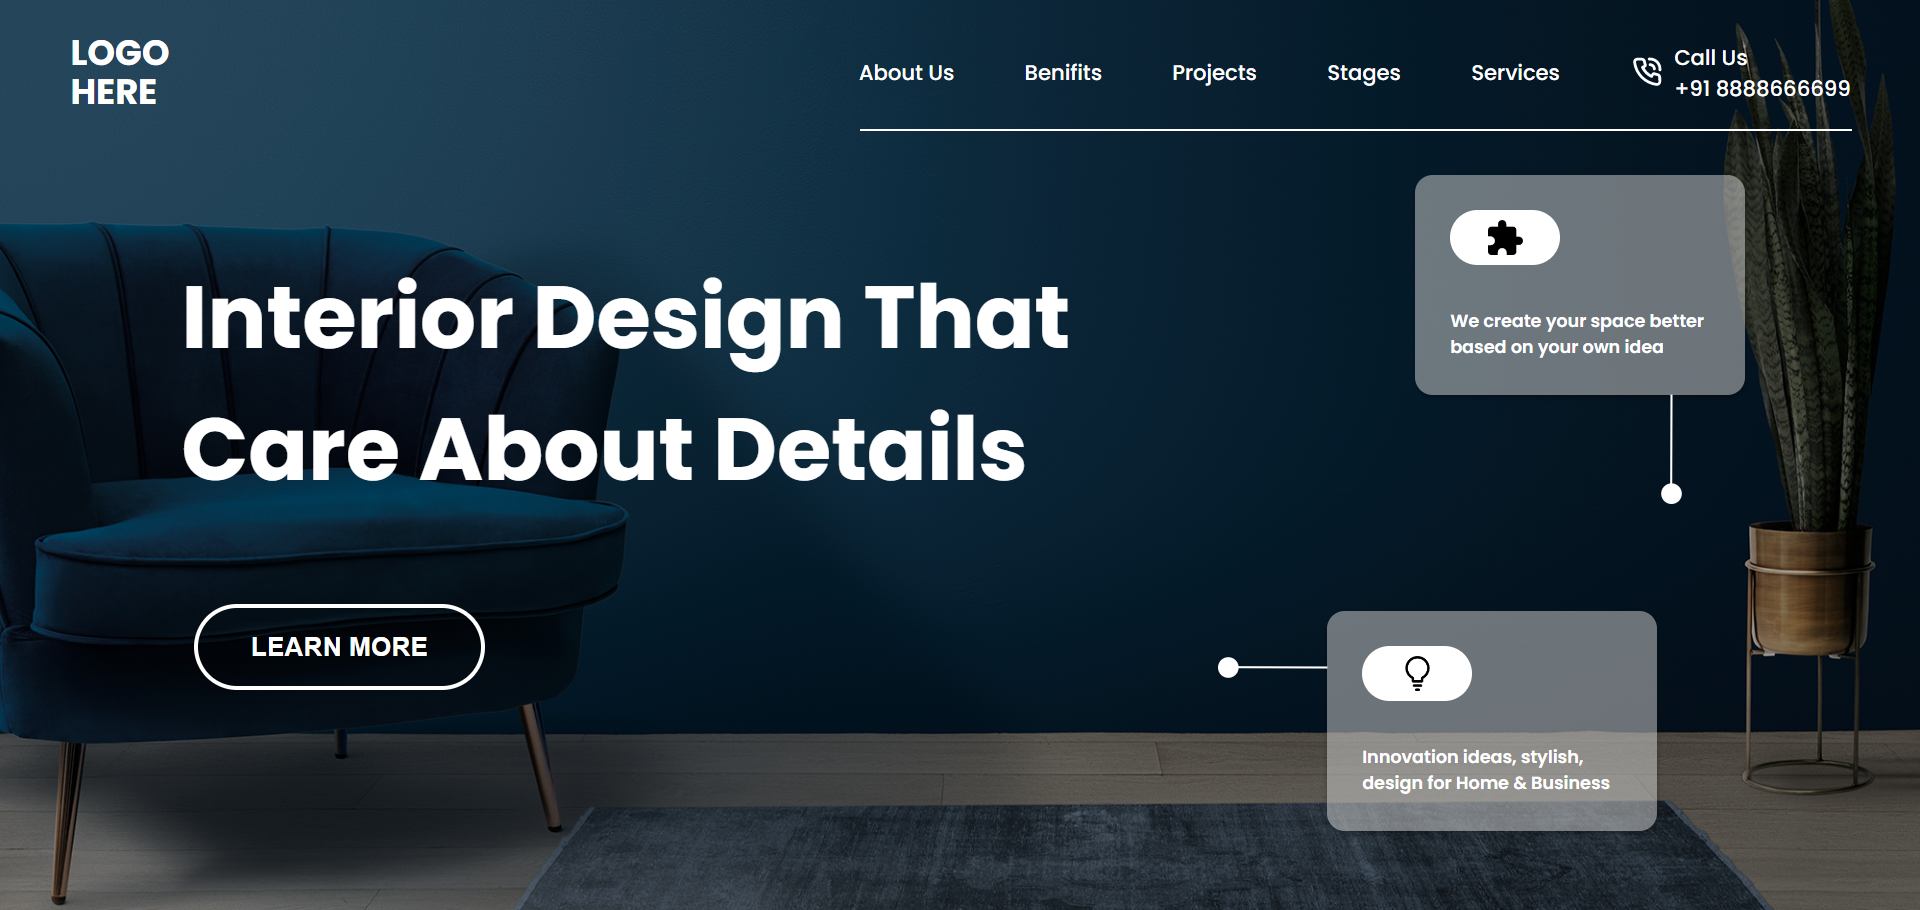 LOGO
HERE
About Us
Benifits
Projects
Stages
Services
Call Us
+91 8888666699
Interior Design That
Care About Details
LEARN MORE
We create your space better
based on your own idea
Innovation ideas, stylish,
design for Home & Business